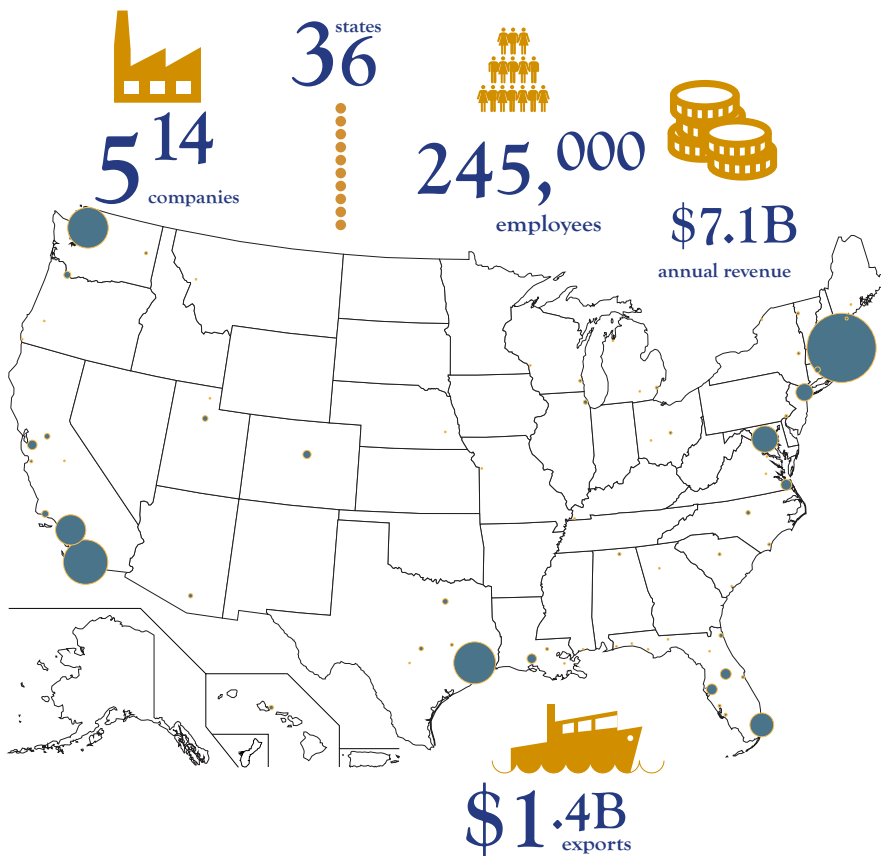 36 states
514
companies
245,000
employees
$7.1B
annual revenue
$1.4B
exports